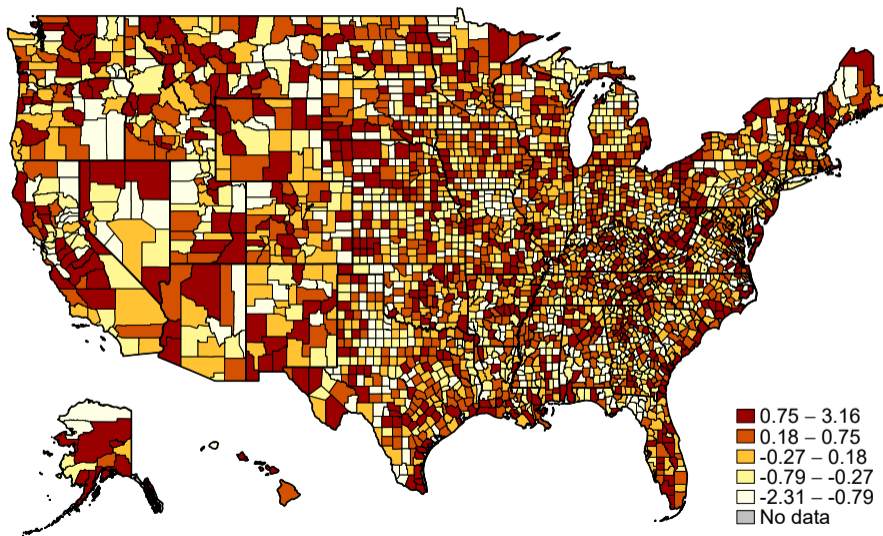 0.75 – 3.16
0.18 – 0.75
-0.27 – 0.18
-0.79 – -0.27
-2.31 – -0.79
No data